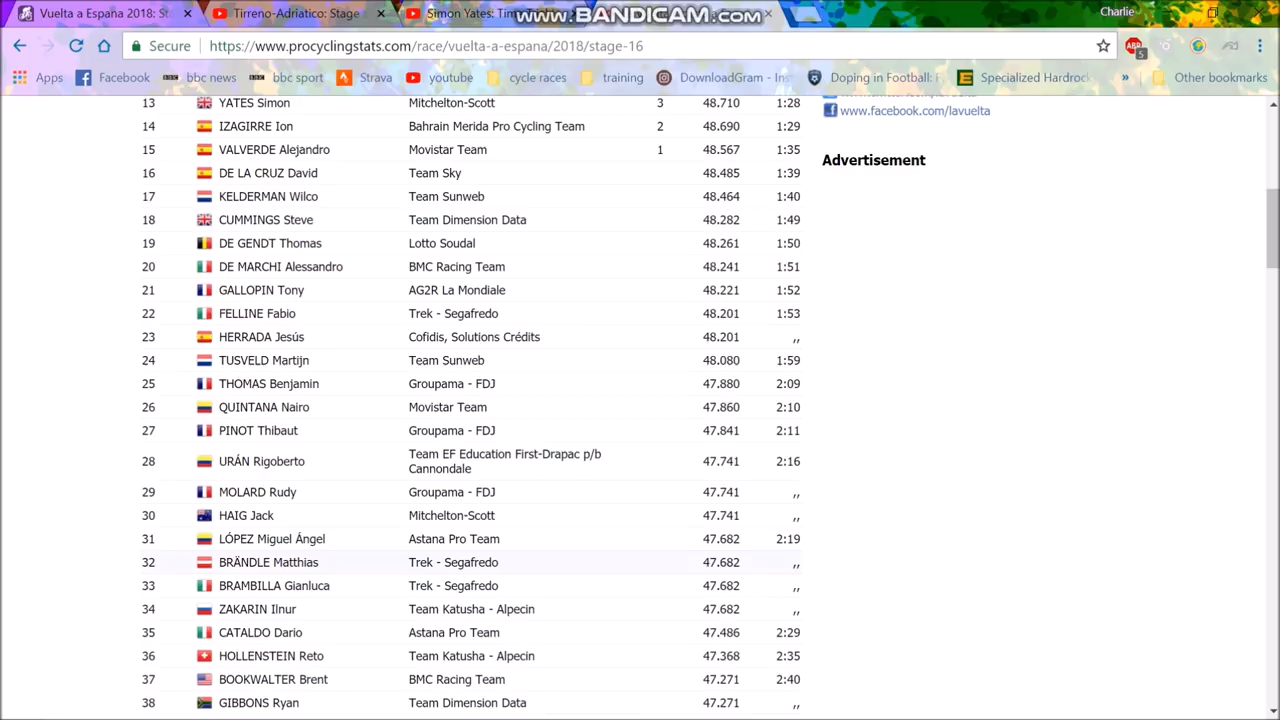 Vuelta a España 2018: St
Tirreno-Adriatico: Stage
Simon Yates: Tim
www.BANDICAM.com
Charlie
Secure https://www.procyclingstats.com/race/vuelta-a-espana/2018/stage-16
Apps Facebook bbc news bbc sport Strava youtube cycle races training DownloadGram - Ins Doping in Football: F Specialized Hardroc » Other bookmarks
13 YATES Simon Mitchelton-Scott 3 48.710 1:28
www.facebook.com/lavuelta
14 IZAGIRRE Ion Bahrain Merida Pro Cycling Team 2 48.690 1:29
15 VALVERDE Alejandro Movistar Team 1 48.567 1:35
Advertisement
16 DE LA CRUZ David Team Sky 48.485 1:39
17 KELDERMAN Wilco Team Sunweb 48.464 1:40
18 CUMMINGS Steve Team Dimension Data 48.282 1:49
19 DE GENDT Thomas Lotto Soudal 48.261 1:50
20 DE MARCHI Alessandro BMC Racing Team 48.241 1:51
21 GALLOPIN Tony AG2R La Mondiale 48.221 1:52
22 FELLINE Fabio Trek - Segafredo 48.201 1:53
23 HERRADA Jesús Cofidis, Solutions Crédits 48.201 ,,
24 TUSVELD Martijn Team Sunweb 48.080 1:59
25 THOMAS Benjamin Groupama - FDJ 47.880 2:09
26 QUINTANA Nairo Movistar Team 47.860 2:10
27 PINOT Thibaut Groupama - FDJ 47.841 2:11
28 URÁN Rigoberto Team EF Education First-Drapac p/b Cannondale 47.741 2:16
29 MOLARD Rudy Groupama - FDJ 47.741 ,,
30 HAIG Jack Mitchelton-Scott 47.741 ,,
31 LÓPEZ Miguel Ángel Astana Pro Team 47.682 2:19
32 BRÄNDLE Matthias Trek - Segafredo 47.682 ,,
33 BRAMBILLA Gianluca Trek - Segafredo 47.682 ,,
34 ZAKARIN Ilnur Team Katusha - Alpecin 47.682 ,,
35 CATALDO Dario Astana Pro Team 47.486 2:29
36 HOLLENSTEIN Reto Team Katusha - Alpecin 47.368 2:35
37 BOOKWALTER Brent BMC Racing Team 47.271 2:40
38 GIBBONS Ryan Team Dimension Data 47.271 ,,